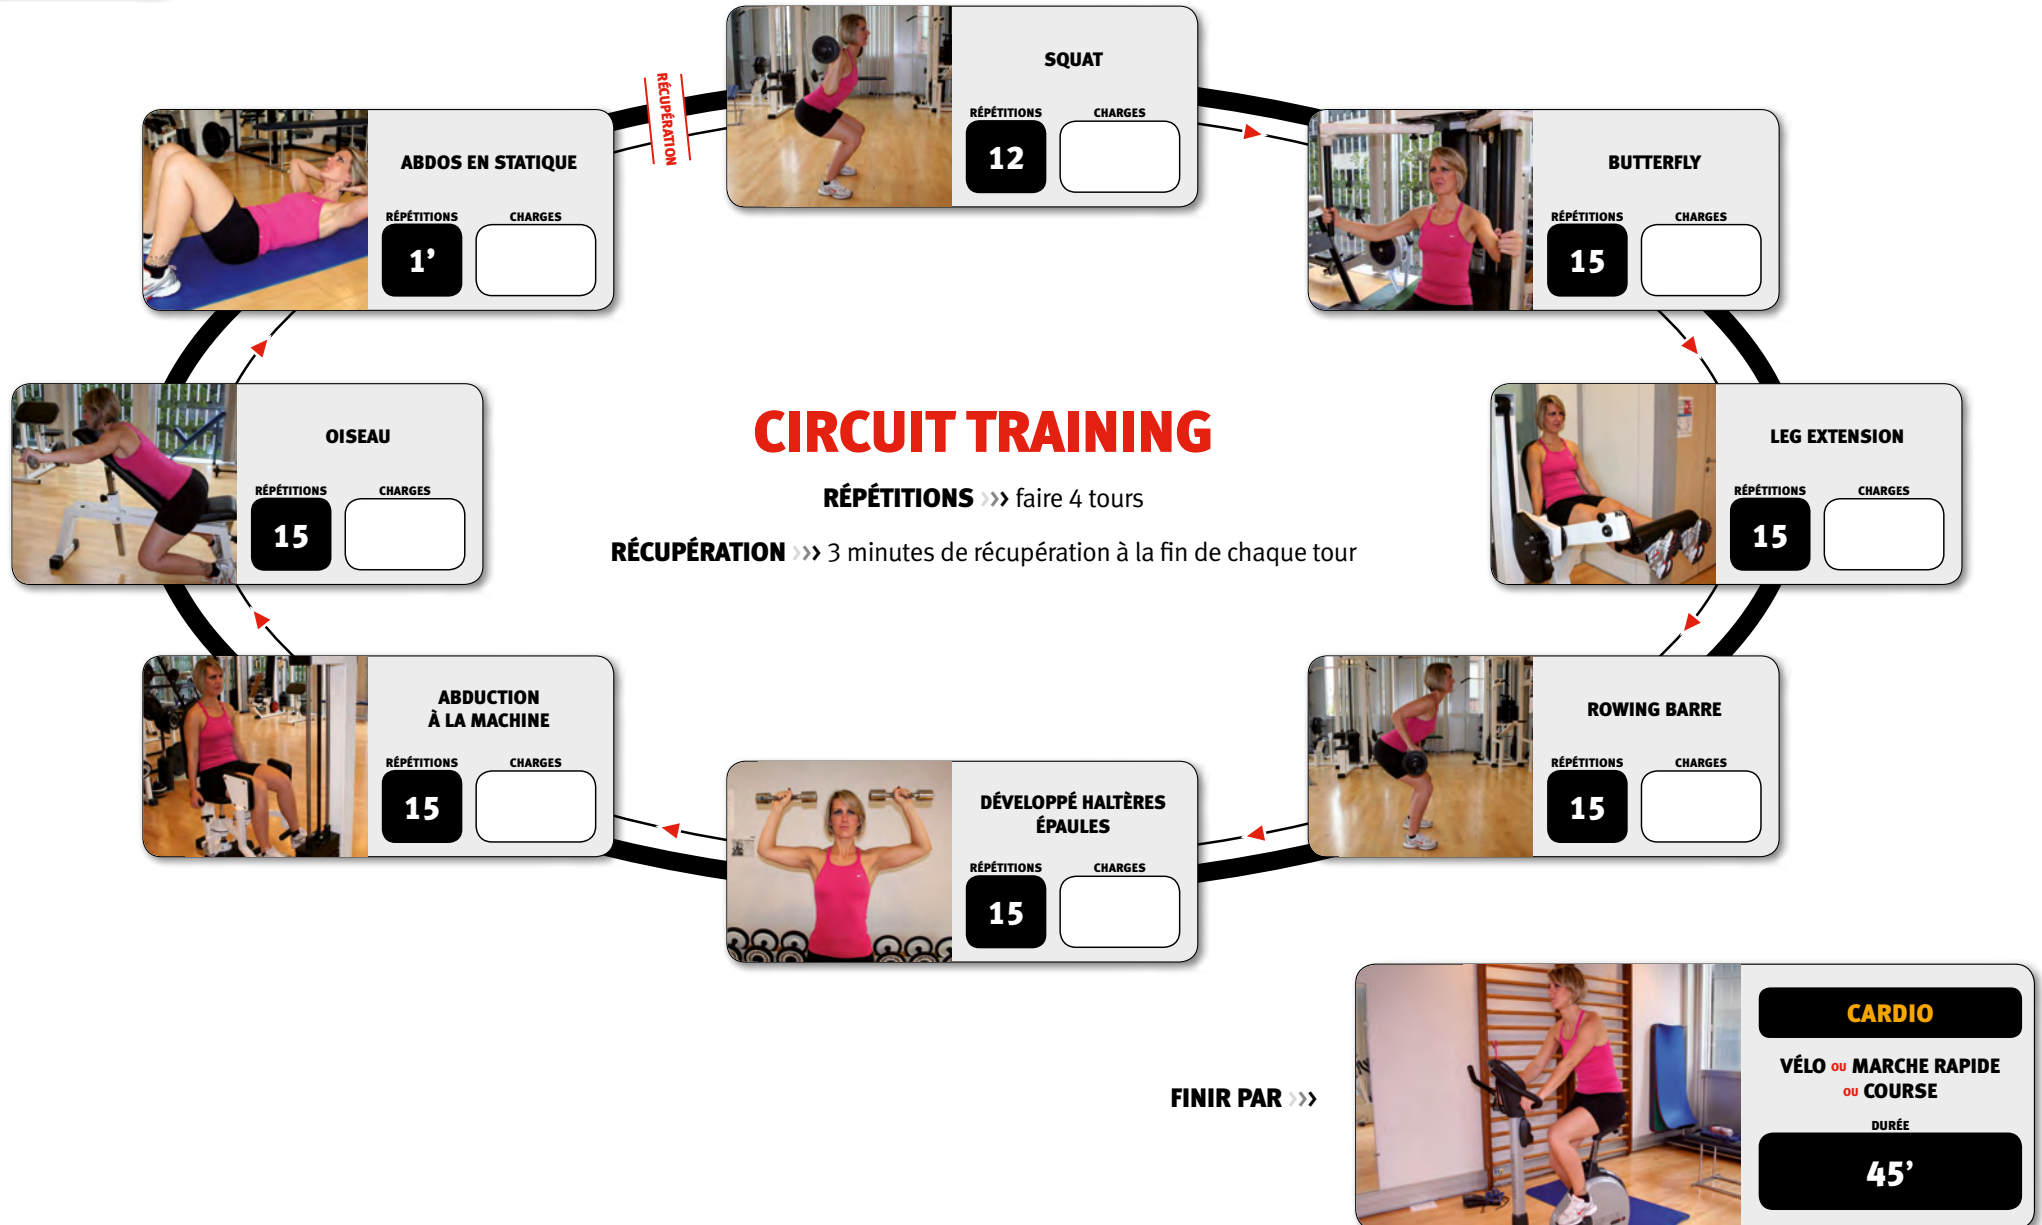 SQUAT
RÉPÉTITIONS CHARGES
12
RÉCUPÉRATION
ABDOS EN STATIQUE
RÉPÉTITIONS CHARGES
1’
BUTTERFLY
RÉPÉTITIONS CHARGES
15
OISEAU
RÉPÉTITIONS CHARGES
15
CIRCUIT TRAINING
RÉPÉTITIONS ››› faire 4 tours
RÉCUPÉRATION ››› 3 minutes de récupération à la fin de chaque tour
LEG EXTENSION
RÉPÉTITIONS CHARGES
15
ABDUCTION
À LA MACHINE
RÉPÉTITIONS CHARGES
15
DÉVELOPPÉ HALTÈRES
ÉPAULES
RÉPÉTITIONS CHARGES
15
ROWING BARRE
RÉPÉTITIONS CHARGES
15
FINIR PAR ›››
CARDIO
VÉLO OU MARCHE RAPIDE
OU COURSE
DURÉE
45’